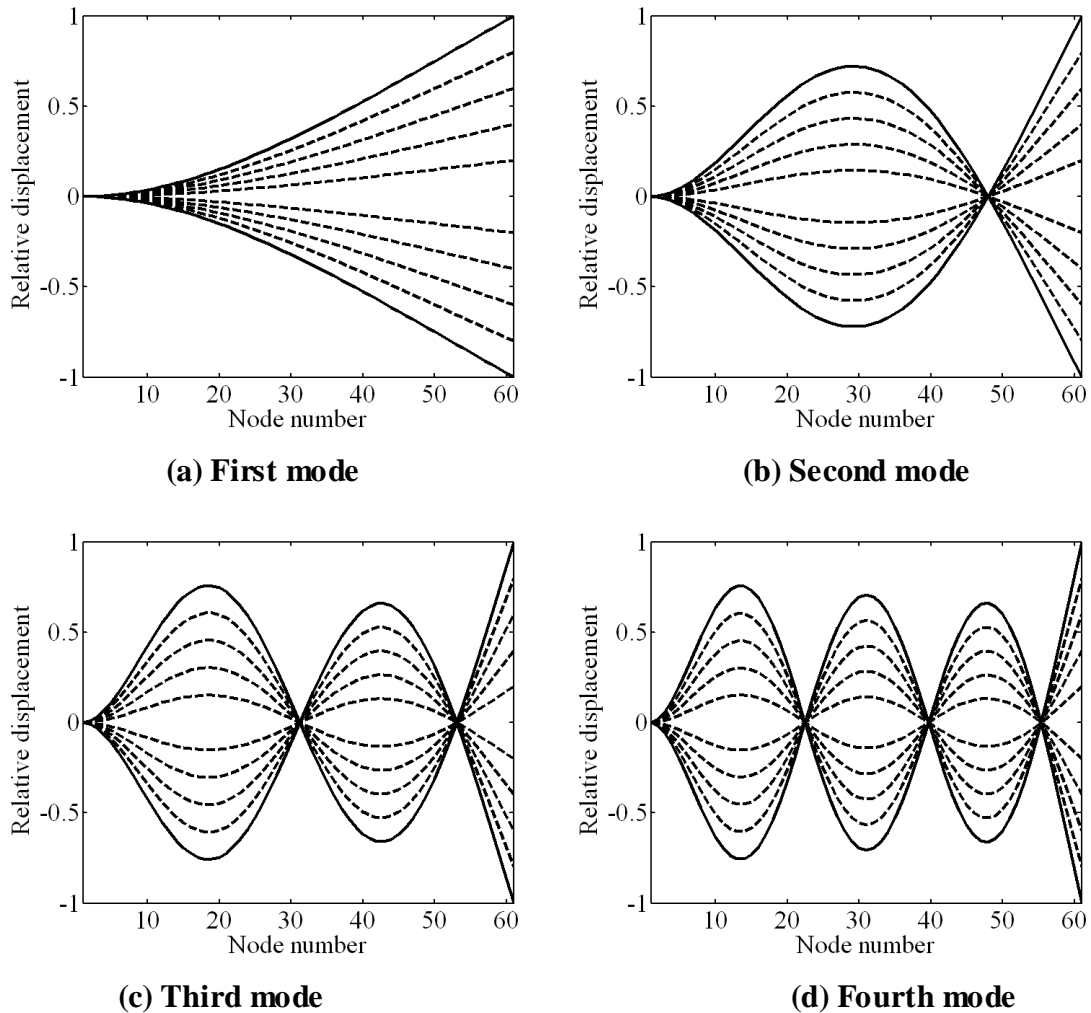 1
0.5
0
-0.5
-1
Relative displacement
10 20 30 40 50 60
Node number
(a) First mode
1
0.5
0
-0.5
-1
Relative displacement
10 20 30 40 50 60
Node number
(b) Second mode
1
0.5
0
-0.5
-1
Relative displacement
10 20 30 40 50 60
Node number
(c) Third mode
1
0.5
0
-0.5
-1
Relative displacement
10 20 30 40 50 60
Node number
(d) Fourth mode